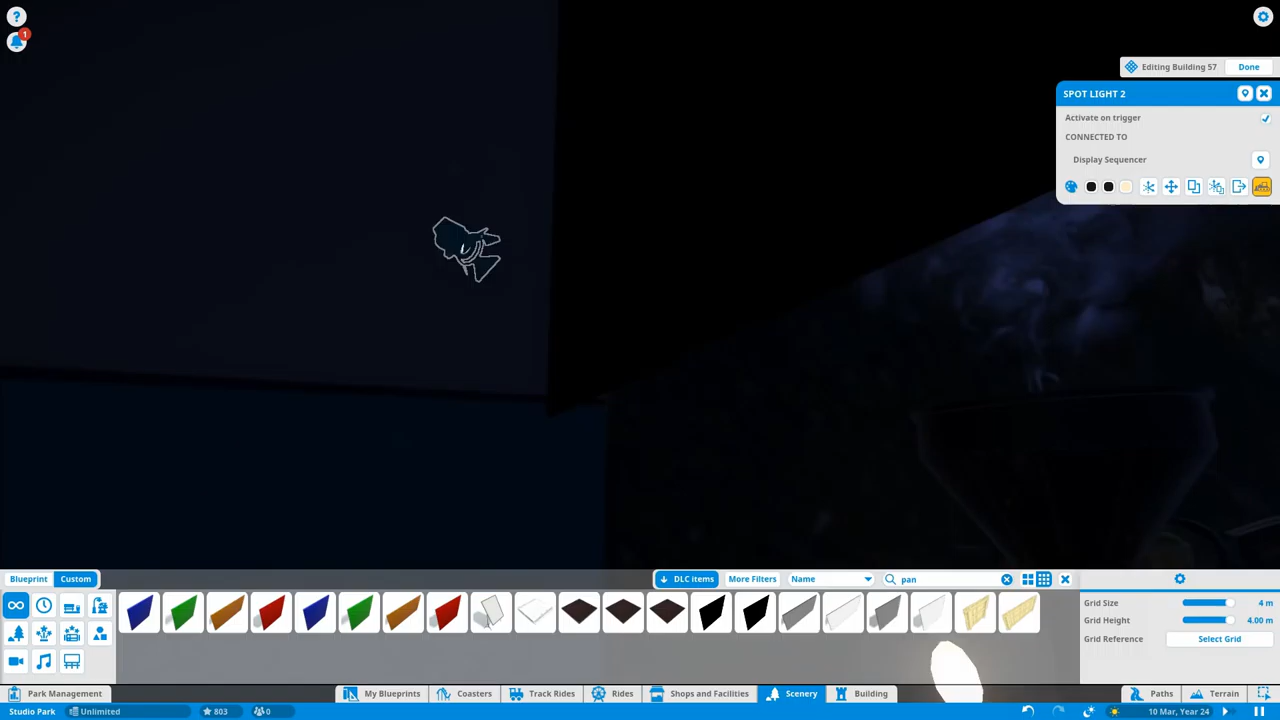 ?
1
Editing Building 57 Done
SPOT LIGHT 2
Activate on trigger
CONNECTED TO
Display Sequencer
Blueprint Custom DLC items More Filters Name pan
Grid Size 4 m
Grid Height 4.00 m
Grid Reference Select Grid
Park Management My Blueprints Coasters Track Rides Rides Shops and Facilities Scenery Building Paths Terrain
Studio Park Unlimited 803 0 10 Mar, Year 24